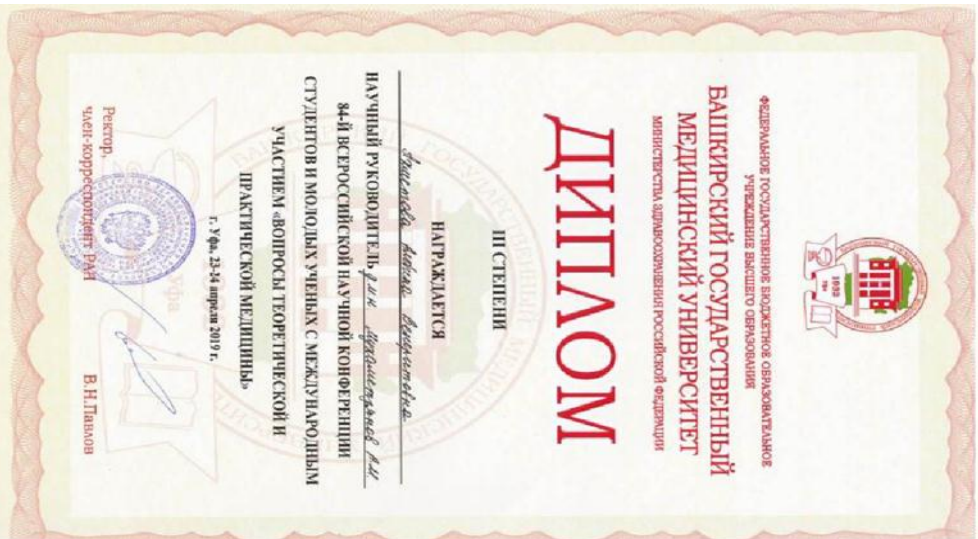 1932
УФА
ФЕДЕРАЛЬНОЕ ГОСУДАРСТВЕННОЕ БЮДЖЕТНОЕ ОБРАЗОВАТЕЛЬНОЕ
УЧРЕЖДЕНИЕ ВЫСШЕГО ОБРАЗОВАНИЯ
БАШКИРСКИЙ ГОСУДАРСТВЕННЫЙ
МЕДИЦИНСКИЙ УНИВЕРСИТЕТ
МИНИСТЕРСТВА ЗДРАВООХРАНЕНИЯ РОССИЙСКОЙ ФЕДЕРАЦИИ
ДИПЛОМ
III СТЕПЕНИ
НАГРАЖДАЕТСЯ
НАУЧНЫЙ РУКОВОДИТЕЛЬ
84-Й ВСЕРОССИЙСКОЙ НАУЧНОЙ КОНФЕРЕНЦИИ
СТУДЕНТОВ И МОЛОДЫХ УЧЕНЫХ С МЕЖДУНАРОДНЫМ
УЧАСТИЕМ «ВОПРОСЫ ТЕОРЕТИЧЕСКОЙ И
ПРАКТИЧЕСКОЙ МЕДИЦИНЫ»
г. Уфа, 23-24 апреля 2019 г.
Ректор,
член-корреспондент РАН
В.Н.Павлов